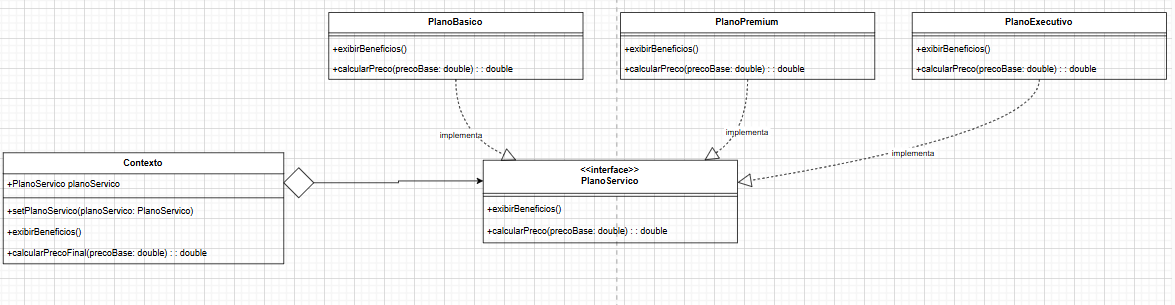 PlanoBasico
+exibirBeneficios()
+calcularPreco(precoBase: double) : : double
PlanoPremium
+exibirBeneficios()
+calcularPreco(precoBase: double) : : double
PlanoExecutivo
+exibirBeneficios()
+calcularPreco(precoBase: double) : : double
implementa
implementa
implementa
Contexto
+PlanoServico planoServico
+setPlanoServico(planoServico: PlanoServico)
+exibirBeneficios()
+calcularPrecoFinal(precoBase: double) : : double
<<interface>>
PlanoServico
+exibirBeneficios()
+calcularPreco(precoBase: double) : : double